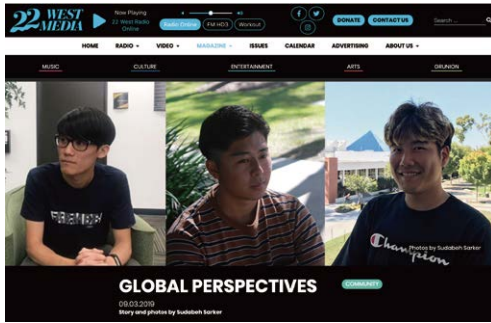 22 WEST
MEDIA
Now Playing
22 West Radio
Online
Radio Online
FM HD3
Workout
DONATE
CONTACT US
Search ...
HOME
RADIO
VIDEO
MAGAZINE
ISSUES
CALENDAR
ADVERTISING
ABOUT US
MUSIC
CULTURE
ENTERTAINMENT
ARTS
GRUNION
Champion
Photos by Sudabeh Sarker
GLOBAL PERSPECTIVES
COMMUNITY
09.03.2019
Story and photos by Sudabeh Sarker